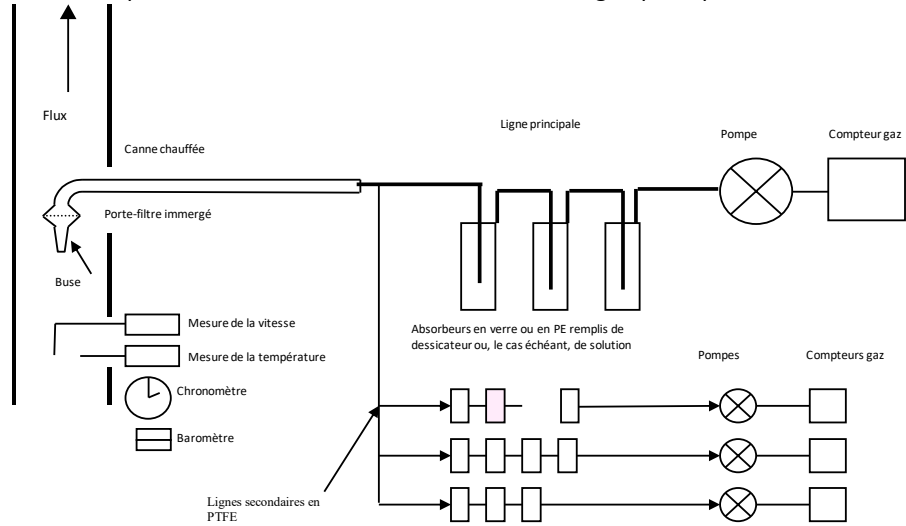 Flux
Ligne principale
Pompe
Compteur gaz
Canne chauffée
Porte-filtre immergé
Buse
Mesure de la vitesse
Absorbeurs en verre ou en PE remplis de
dessicateur ou, le cas échéant, de solution
Mesure de la température
Pompes
Compteurs gaz
Chronomètre
Baromètre
Lignes secondaires en
PTFE